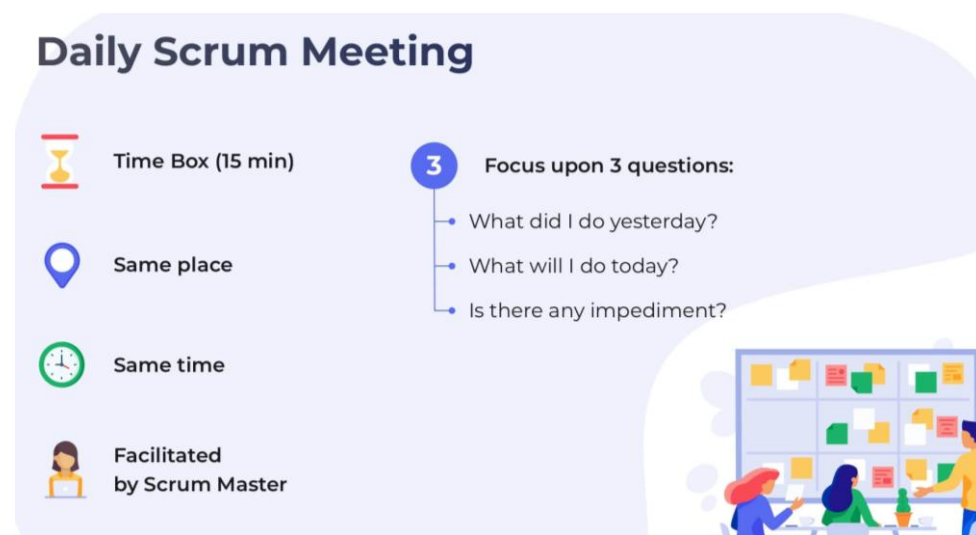 Daily Scrum Meeting
Time Box (15 min)
Same place
Same time
Facilitated
by Scrum Master
3
Focus upon 3 questions:
What did I do yesterday?
What will I do today?
Is there any impediment?